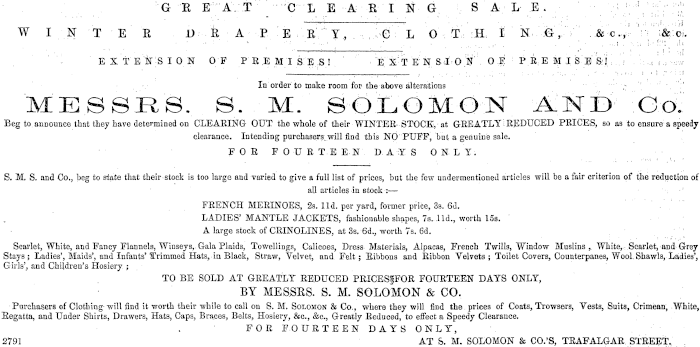 GREAT CLEARING SALE.
WINTER DRAPERY, CLOTHING, &c., &c.
EXTENSION OF PREMISES! EXTENSION OF PREMISES!
In order to make room for the above alterations
MESSRS. S. M. SOLOMON AND Co.
Beg to announce that they have determined on CLEARING OUT the whole of their WINTER STOCK, at GREATLY REDUCED PRICES, so as to ensure a speedy
clearance. Intending purchasers will find this NO PUFF, but a genuine sale.
FOR FOURTEEN DAYS ONLY.
S. M. S. and Co., beg to state that their stock is too large and varied to give a full list of prices, but the few undermentioned articles will be a fair criterion of the reduction of
all articles in stock :—
FRENCH MERINOES, 2s. 11d. per yard, former price, 3s. 6d.
LADIES' MANTLE JACKETS, fashionable shapes, 7s. 11d., worth 15s.
A large stock of CRINOLINES, at 3s. 6d., worth 7s. 6d.
Scarlet, White, and Fancy Flannels, Winseys, Gala Plaids, Towellings, Calicoes, Dress Materials, Alpacas, French Twills, Window Muslins, White, Scarlet, and Grey
Stays; Ladies', Maids', and Infants' Trimmed Hats, in Black, Straw, Velvet, and Felt; Ribbons and Ribbon Velvets; Toilet Covers, Counterpanes, Wool Shawls, Ladies',
Girls', and Children's Hosiery;
TO BE SOLD AT GREATLY REDUCED PRICES FOR FOURTEEN DAYS ONLY,
BY MESSRS. S. M. SOLOMON & CO.
Purchasers of Clothing will find it worth their while to call on S. M. SOLOMON & Co., where they will find the prices of Coats, Trowsers, Vests, Suits, Crimean, White,
Regatta, and Under Shirts, Drawers, Hats, Caps, Braces, Belts, Hosiery, &c., &c., Greatly Reduced, to effect a Speedy Clearance.
FOR FOURTEEN DAYS ONLY,
2791 AT S. M. SOLOMON & CO.'S, TRAFALGAR STREET.